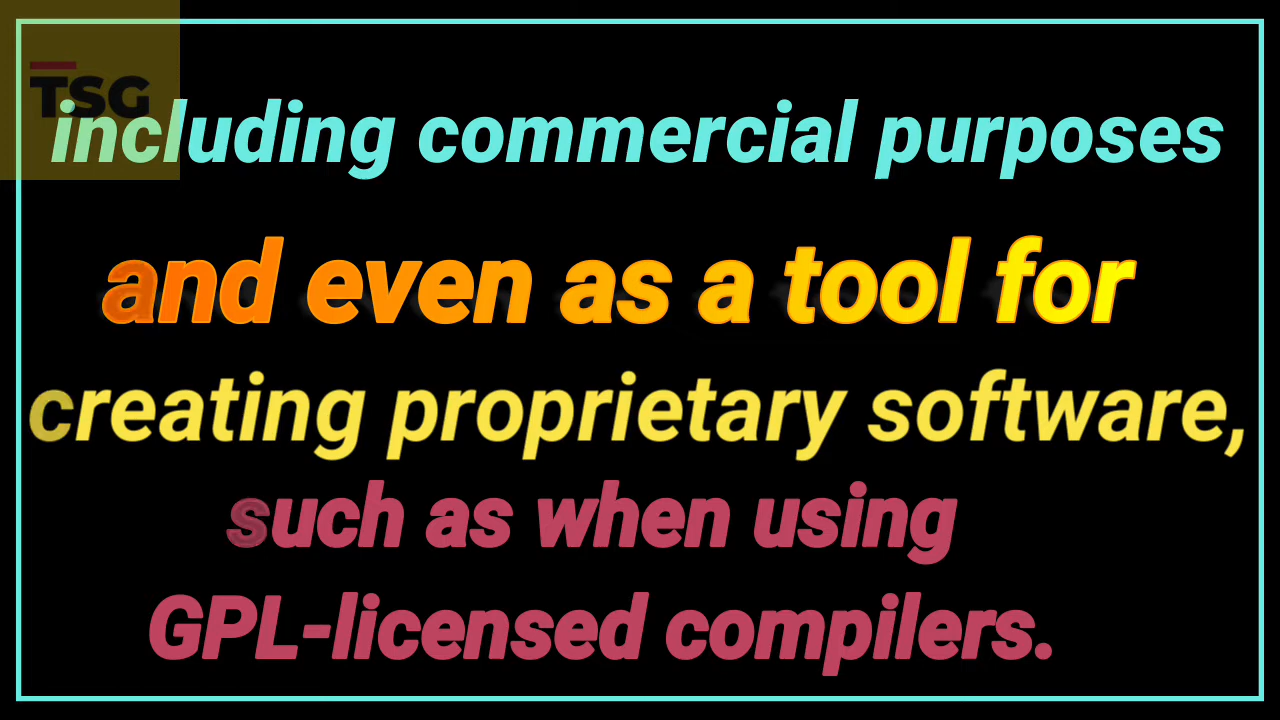 TSG
including commercial purposes
and even as a tool for
creating proprietary software,
such as when using
GPL-licensed compilers.